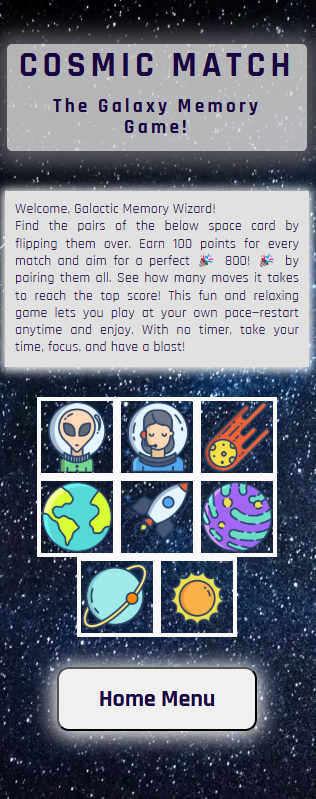 COSMIC MATCH
The Galaxy Memory
Game!
Welcome, Galactic Memory Wizard!
Find the pairs of the below space card by
flipping them over. Earn 100 points for every
match and aim for a perfect 🎉 800! 🎉 by
pairing them all. See how many moves it takes
to reach the top score! This fun and relaxing
game lets you play at your own pace—restart
anytime and enjoy. With no timer, take your
time, focus, and have a blast!
Home Menu